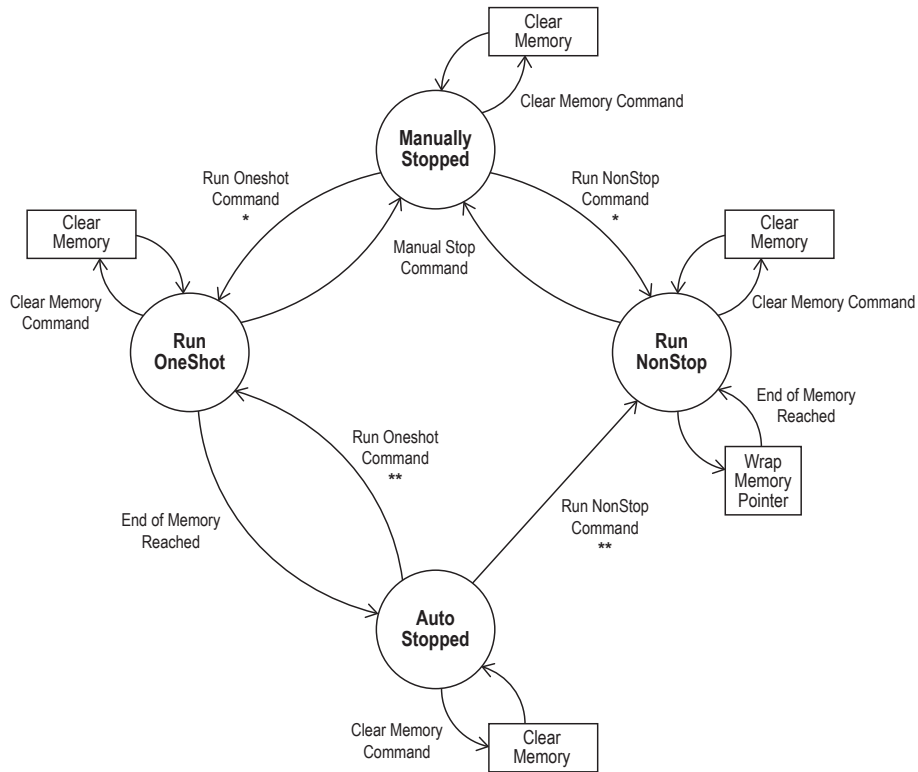 Clear
Memory
Clear Memory Command
Manually
Stopped
Run Oneshot
Command
*
Run NonStop
Command
*
Clear
Memory
Clear
Memory
Manual Stop
Command
Clear Memory
Command
Clear Memory Command
Run
OneShot
Run
NonStop
End of Memory
Reached
Run Oneshot
Command
**
Wrap
Memory
Pointer
Run NonStop
Command
**
End of Memory
Reached
Auto
Stopped
Clear Memory
Command
Clear
Memory